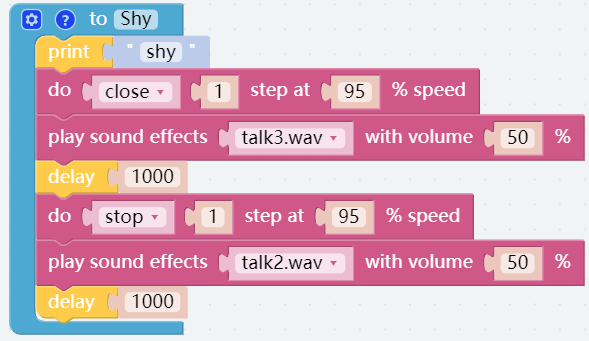 ? to Shy
print " shy "
do close 1 step at 95 % speed
play sound effects talk3.wav with volume 50 %
delay 1000
do stop 1 step at 95 % speed
play sound effects talk2.wav with volume 50 %
delay 1000